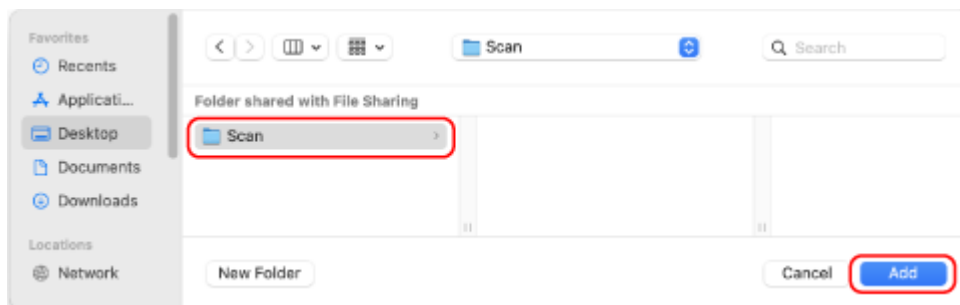 Favorites
Recents
Applicati...
Desktop
Documents
Downloads
Locations
Network
Scan
Search
Folder shared with File Sharing
Scan
New Folder
Cancel
Add